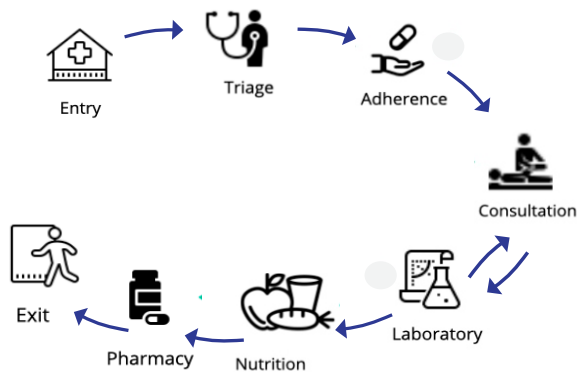 Entry
Triage
Adherence
Consultation
Laboratory
Nutrition
Pharmacy
Exit